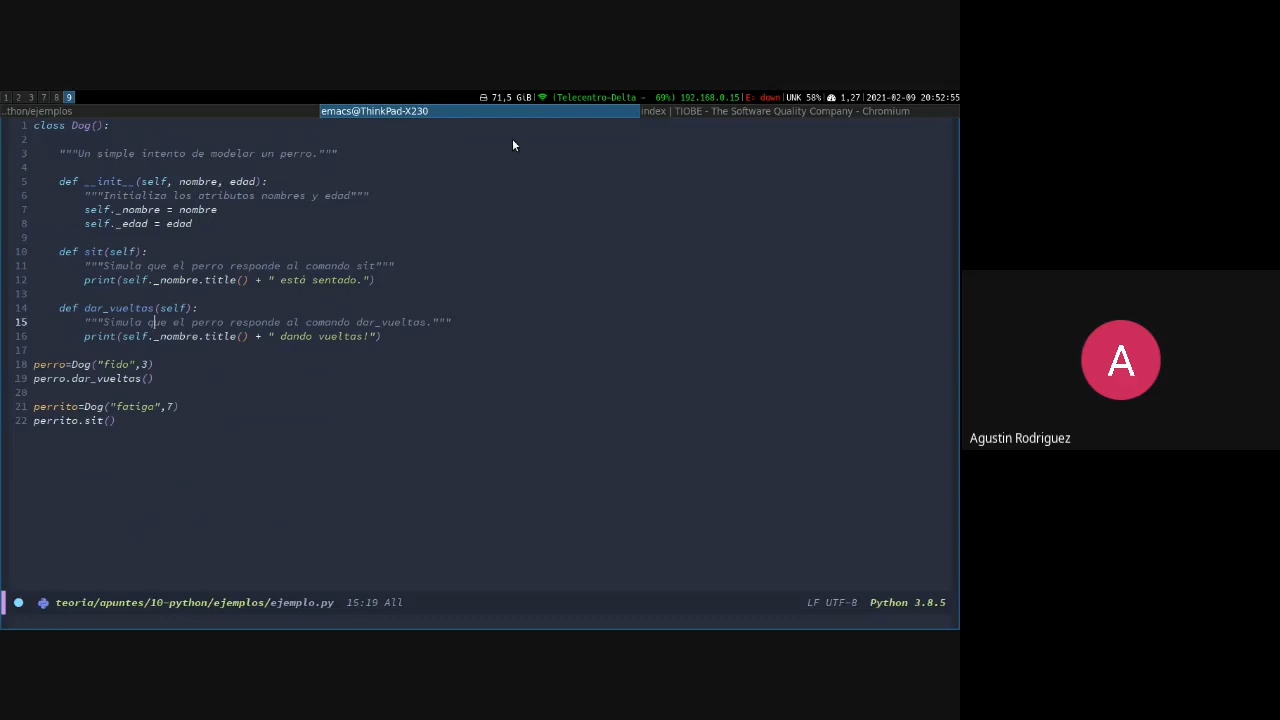 1 2 3 7 8 9
71,5 GiB| (Telecentro-Delta - 69%) 192.168.0.15|E: down|UNK 58%| 1,27|2021-02-09 20:52:55
..thon/ejemplos
emacs@ThinkPad-X230
index | TIOBE - The Software Quality Company - Chromium
1 class Dog():
2
3 """Un simple intento de modelar un perro."""
4
5 def __init__(self, nombre, edad):
6 """Initializa los atributos nombres y edad"""
7 self._nombre = nombre
8 self._edad = edad
9
10 def sit(self):
11 """Simula que el perro responde al comando sit"""
12 print(self._nombre.title() + " está sentado.")
13
14 def dar_vueltas(self):
15 """Simula que el perro responde al comando dar_vueltas."""
16 print(self._nombre.title() + " dando vueltas!")
17
18 perro=Dog("fido",3)
19 perro.dar_vueltas()
20
21 perrito=Dog("fatiga",7)
22 perrito.sit()
A
Agustin Rodriguez
teoria/apuntes/10-python/ejemplos/ejemplo.py 15:19 All
LF UTF-8 Python 3.8.5